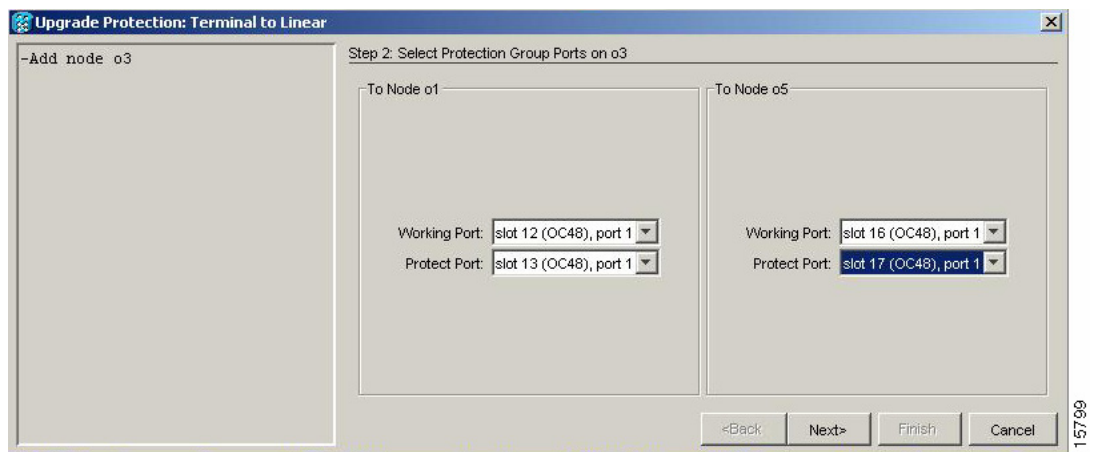 Upgrade Protection: Terminal to Linear
-Add node o3
Step 2: Select Protection Group Ports on o3
To Node o1
Working Port: slot 12 (OC48), port 1
Protect Port: slot 13 (OC48), port 1
To Node o5
Working Port: slot 16 (OC48), port 1
Protect Port: slot 17 (OC48), port 1
<Back Next> Finish Cancel
15799